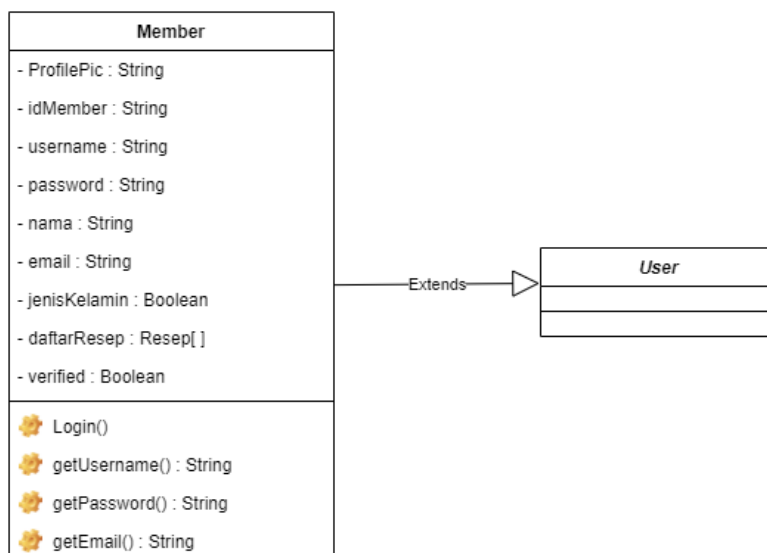 Member
- ProfilePic : String
- idMember : String
- username : String
- password : String
- nama : String
- email : String
- jenisKelamin : Boolean
- daftarResep : Resep[ ]
- verified : Boolean
Login()
getUsername() : String
getPassword() : String
getEmail() : String
Extends
User